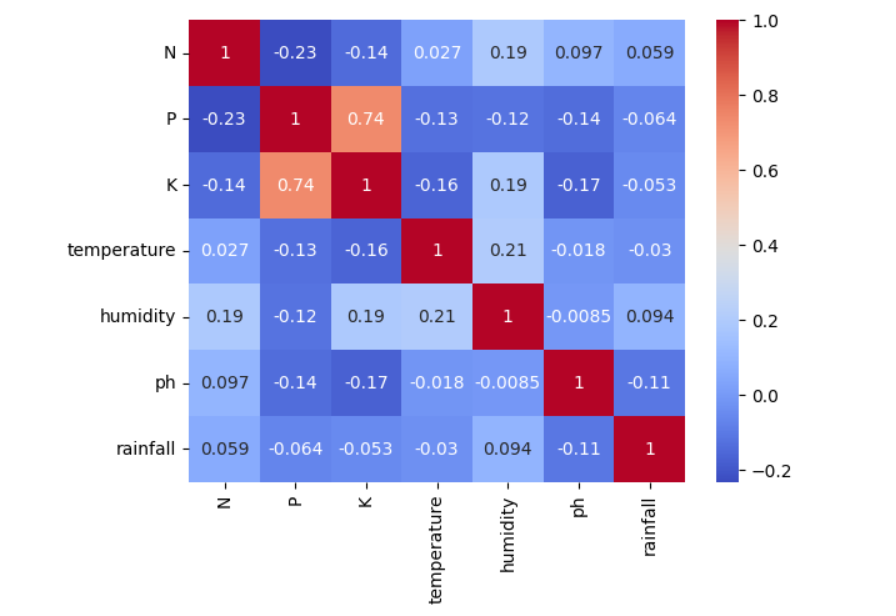 N 1 -0.23 -0.14 0.027 0.19 0.097 0.059
P -0.23 1 0.74 -0.13 -0.12 -0.14 -0.064
K -0.14 0.74 1 -0.16 0.19 -0.17 -0.053
temperature 0.027 -0.13 -0.16 1 0.21 -0.018 -0.03
humidity 0.19 -0.12 0.19 0.21 1 -0.0085 0.094
ph 0.097 -0.14 -0.17 -0.018 -0.0085 1 -0.11
rainfall 0.059 -0.064 -0.053 -0.03 0.094 -0.11 1
N P K temperature humidity ph rainfall
1.0
0.8
0.6
0.4
0.2
0.0
−0.2